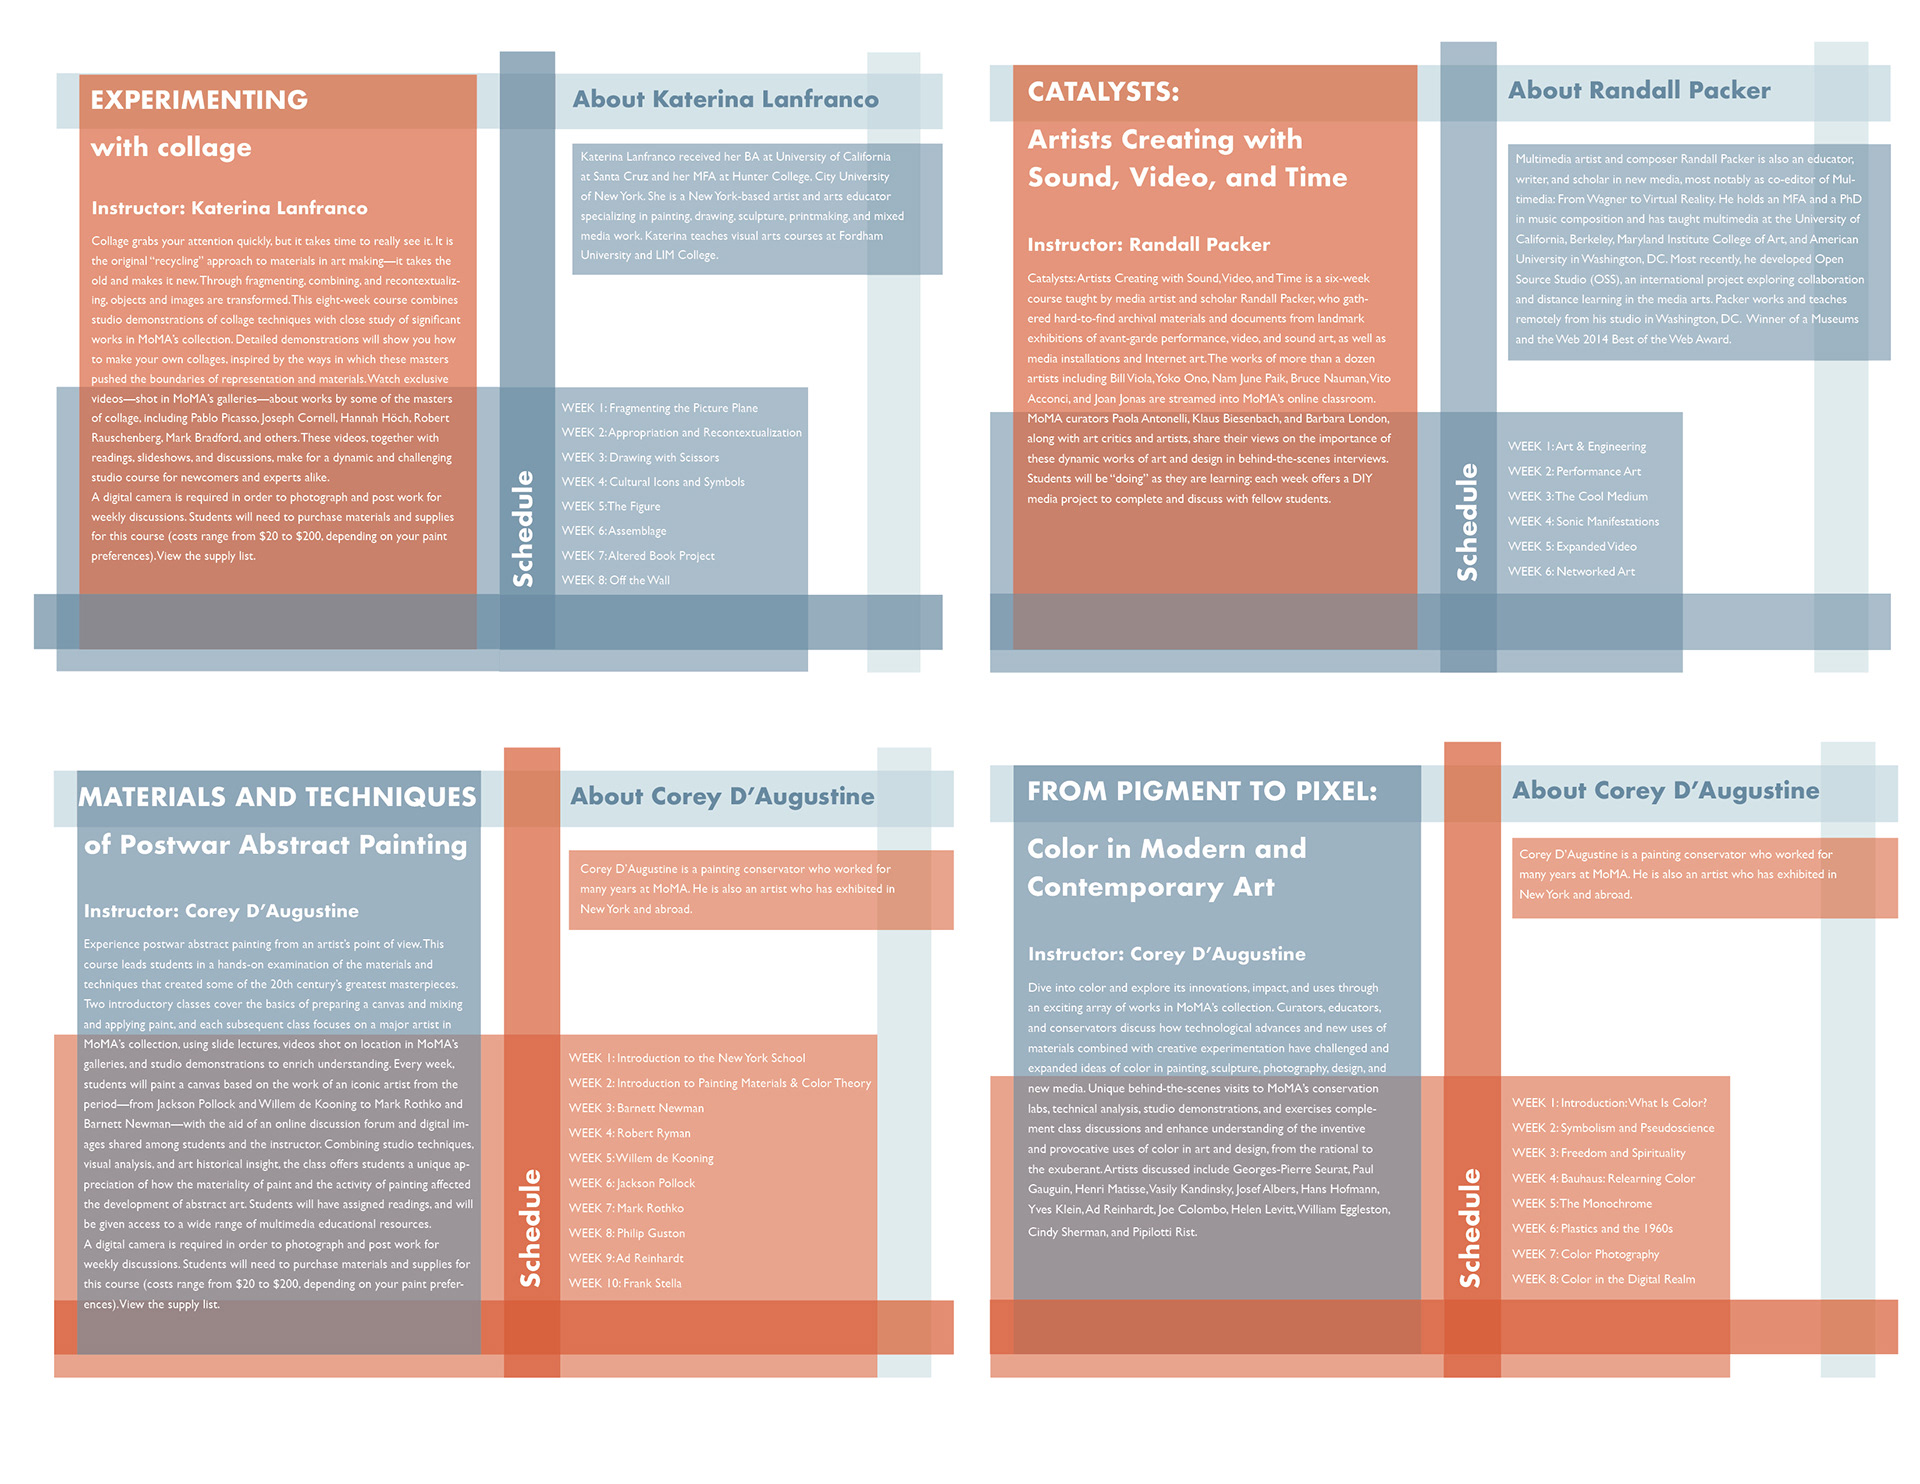 EXPERIMENTING
with collage
Instructor: Katerina Lanfranco
Collage grabs your attention quickly, but it takes time to really see it. It is
the original “recycling” approach to materials in art making—it takes the
old and makes it new. Through fragmenting, combining, and recontextualiz-
ing, objects and images are transformed. This eight-week course combines
studio demonstrations of collage techniques with close study of significant
works in MoMA’s collection. Detailed demonstrations will show you how
to make your own collages, inspired by the ways in which these masters
pushed the boundaries of representation and materials. Watch exclusive
videos—shot in MoMA’s galleries—about works by some of the masters
of collage, including Pablo Picasso, Joseph Cornell, Hannah Höch, Robert
Rauschenberg, Mark Bradford, and others. These videos, together with
readings, slideshows, and discussions, make for a dynamic and challenging
studio course for newcomers and experts alike.
A digital camera is required in order to photograph and post work for
weekly discussions. Students will need to purchase materials and supplies
for this course (costs range from $20 to $200, depending on your paint
preferences). View the supply list.
About Katerina Lanfranco
Katerina Lanfranco received her BA at University of California
at Santa Cruz and her MFA at Hunter College, City University
of New York. She is a New York-based artist and arts educator
specializing in painting, drawing, sculpture, printmaking, and mixed
media work. Katerina teaches visual arts courses at Fordham
University and LIM College.
Schedule
WEEK 1: Fragmenting the Picture Plane
WEEK 2: Appropriation and Recontextualization
WEEK 3: Drawing with Scissors
WEEK 4: Cultural Icons and Symbols
WEEK 5: The Figure
WEEK 6: Assemblage
WEEK 7: Altered Book Project
WEEK 8: Off the Wall
CATALYSTS:
Artists Creating with
Sound, Video, and Time
Instructor: Randall Packer
Catalysts: Artists Creating with Sound, Video, and Time is a six-week
course taught by media artist and scholar Randall Packer, who gath-
ered hard-to-find archival materials and documents from landmark
exhibitions of avant-garde performance, video, and sound art, as well as
media installations and Internet art. The works of more than a dozen
artists including Bill Viola, Yoko Ono, Nam June Paik, Bruce Nauman, Vito
Acconci, and Joan Jonas are streamed into MoMA’s online classroom.
MoMA curators Paola Antonelli, Klaus Biesenbach, and Barbara London,
along with art critics and artists, share their views on the importance of
these dynamic works of art and design in behind-the-scenes interviews.
Students will be “doing” as they are learning: each week offers a DIY
media project to complete and discuss with fellow students.
About Randall Packer
Multimedia artist and composer Randall Packer is also an educator,
writer, and scholar in new media, most notably as co-editor of Mul-
timedia: From Wagner to Virtual Reality. He holds an MFA and a PhD
in music composition and has taught multimedia at the University of
California, Berkeley, Maryland Institute College of Art, and American
University in Washington, DC. Most recently, he developed Open
Source Studio (OSS), an international project exploring collaboration
and distance learning in the media arts. Packer works and teaches
remotely from his studio in Washington, DC. Winner of a Museums
and the Web 2014 Best of the Web Award.
Schedule
WEEK 1: Art & Engineering
WEEK 2: Performance Art
WEEK 3: The Cool Medium
WEEK 4: Sonic Manifestations
WEEK 5: Expanded Video
WEEK 6: Networked Art
MATERIALS AND TECHNIQUES
of Postwar Abstract Painting
Instructor: Corey D’Augustine
Experience postwar abstract painting from an artist’s point of view. This
course leads students in a hands-on examination of the materials and
techniques that created some of the 20th century’s greatest masterpieces.
Two introductory classes cover the basics of preparing a canvas and mixing
and applying paint, and each subsequent class focuses on a major artist in
MoMA’s collection, using slide lectures, videos shot on location in MoMA’s
galleries, and studio demonstrations to enrich understanding. Every week,
students will paint a canvas based on the work of an iconic artist from the
period—from Jackson Pollock and Willem de Kooning to Mark Rothko and
Barnett Newman—with the aid of an online discussion forum and digital im-
ages shared among students and the instructor. Combining studio techniques,
visual analysis, and art historical insight, the class offers students a unique ap-
preciation of how the materiality of paint and the activity of painting affected
the development of abstract art. Students will have assigned readings, and will
be given access to a wide range of multimedia educational resources.
A digital camera is required in order to photograph and post work for
weekly discussions. Students will need to purchase materials and supplies for
this course (costs range from $20 to $200, depending on your paint prefer-
ences). View the supply list.
About Corey D’Augustine
Corey D’Augustine is a painting conservator who worked for
many years at MoMA. He is also an artist who has exhibited in
New York and abroad.
Schedule
WEEK 1: Introduction to the New York School
WEEK 2: Introduction to Painting Materials & Color Theory
WEEK 3: Barnett Newman
WEEK 4: Robert Ryman
WEEK 5: Willem de Kooning
WEEK 6: Jackson Pollock
WEEK 7: Mark Rothko
WEEK 8: Philip Guston
WEEK 9: Ad Reinhardt
WEEK 10: Frank Stella
FROM PIGMENT TO PIXEL:
Color in Modern and
Contemporary Art
Instructor: Corey D’Augustine
Dive into color and explore its innovations, impact, and uses through
an exciting array of works in MoMA’s collection. Curators, educators,
and conservators discuss how technological advances and new uses of
materials combined with creative experimentation have challenged and
expanded ideas of color in painting, sculpture, photography, design, and
new media. Unique behind-the-scenes visits to MoMA’s conservation
labs, technical analysis, studio demonstrations, and exercises comple-
ment class discussions and enhance understanding of the inventive
and provocative uses of color in art and design, from the rational to
the exuberant. Artists discussed include Georges-Pierre Seurat, Paul
Gauguin, Henri Matisse, Vasily Kandinsky, Josef Albers, Hans Hofmann,
Yves Klein, Ad Reinhardt, Joe Colombo, Helen Levitt, William Eggleston,
Cindy Sherman, and Pipilotti Rist.
About Corey D’Augustine
Corey D’Augustine is a painting conservator who worked for
many years at MoMA. He is also an artist who has exhibited in
New York and abroad.
Schedule
WEEK 1: Introduction: What Is Color?
WEEK 2: Symbolism and Pseudoscience
WEEK 3: Freedom and Spirituality
WEEK 4: Bauhaus: Relearning Color
WEEK 5: The Monochrome
WEEK 6: Plastics and the 1960s
WEEK 7: Color Photography
WEEK 8: Color in the Digital Realm